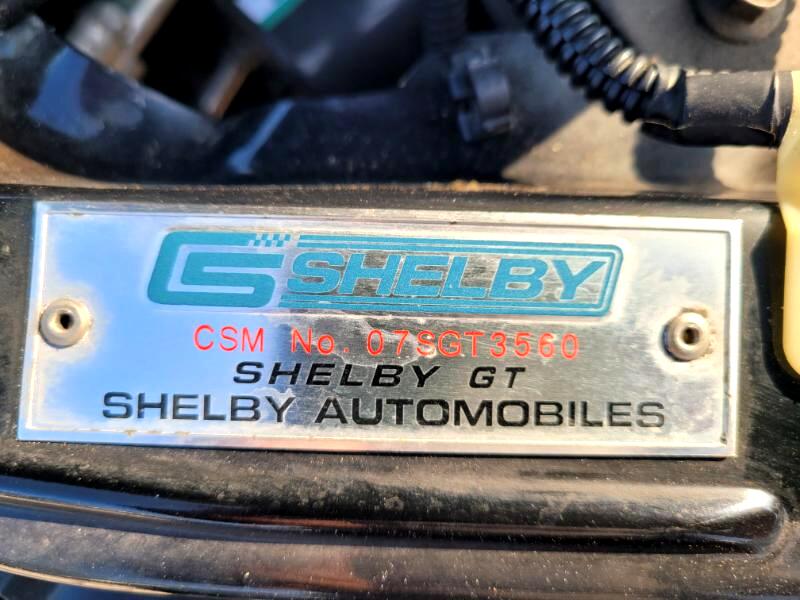 CS SHELBY
CSM No. 07SGT3560
SHELBY GT
SHELBY AUTOMOBILES